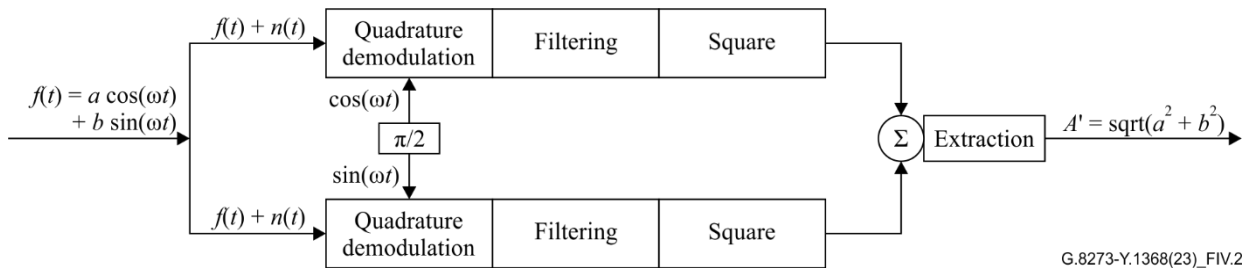 f(t) = a cos(ωt)
+ b sin(ωt)
f(t) + n(t)
Quadrature
demodulation
Filtering
Square
cos(ωt)
π/2
sin(ωt)
f(t) + n(t)
Quadrature
demodulation
Filtering
Square
Σ
Extraction
A' = sqrt(a² + b²)
G.8273-Y.1368(23)_FIV.2